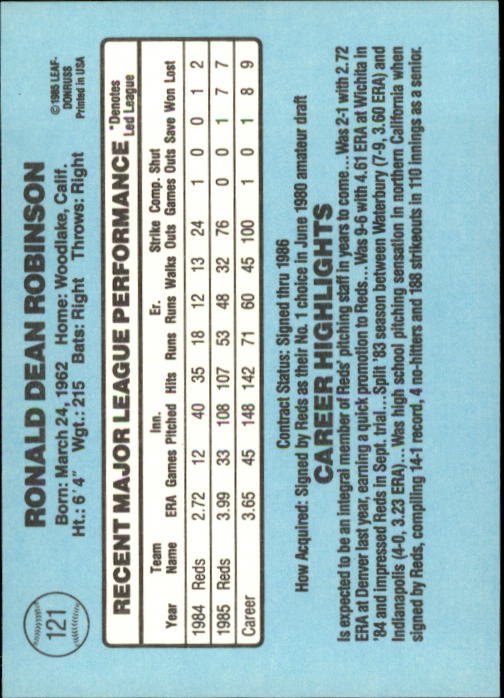 121
RONALD DEAN ROBINSON
©1985 LEAF-
DONRUSS
Printed in USA
Born: March 24, 1962 Home: Woodlake, Calif.
Ht.: 6'4" Wgt.: 215 Bats: Right Throws: Right
RECENT MAJOR LEAGUE PERFORMANCE
*Denotes
Led League
Team Inn. Er. Strike Comp. Shut
Year Name ERA Games Pitched Hits Runs Runs Walks Outs Games Outs Save Won Lost
1984 Reds 2.72 12 40 35 18 12 13 24 1 0 0 1 2
1985 Reds 3.99 33 108 107 53 48 32 76 0 0 1 7 7
Career 3.65 45 148 142 71 60 45 100 1 0 1 8 9
Contract Status: Signed thru 1986
How Acquired: Signed by Reds as their No. 1 choice in June 1980 amateur draft
CAREER HIGHLIGHTS
Is expected to be an integral member of Reds' pitching staff in years to come...Was 2-1 with 2.72
ERA at Denver last year, earning a quick promotion to Reds...Was 9-6 with 4.61 ERA at Wichita in
'84 and impressed Reds in Sept. trial...Split '83 season between Waterbury (7-9, 3.60 ERA) and
Indianapolis (4-0, 3.23 ERA)...Was high school pitching sensation in northern California when
signed by Reds, compiling 14-1 record, 4 no-hitters and 188 strikeouts in 110 innings as a senior.